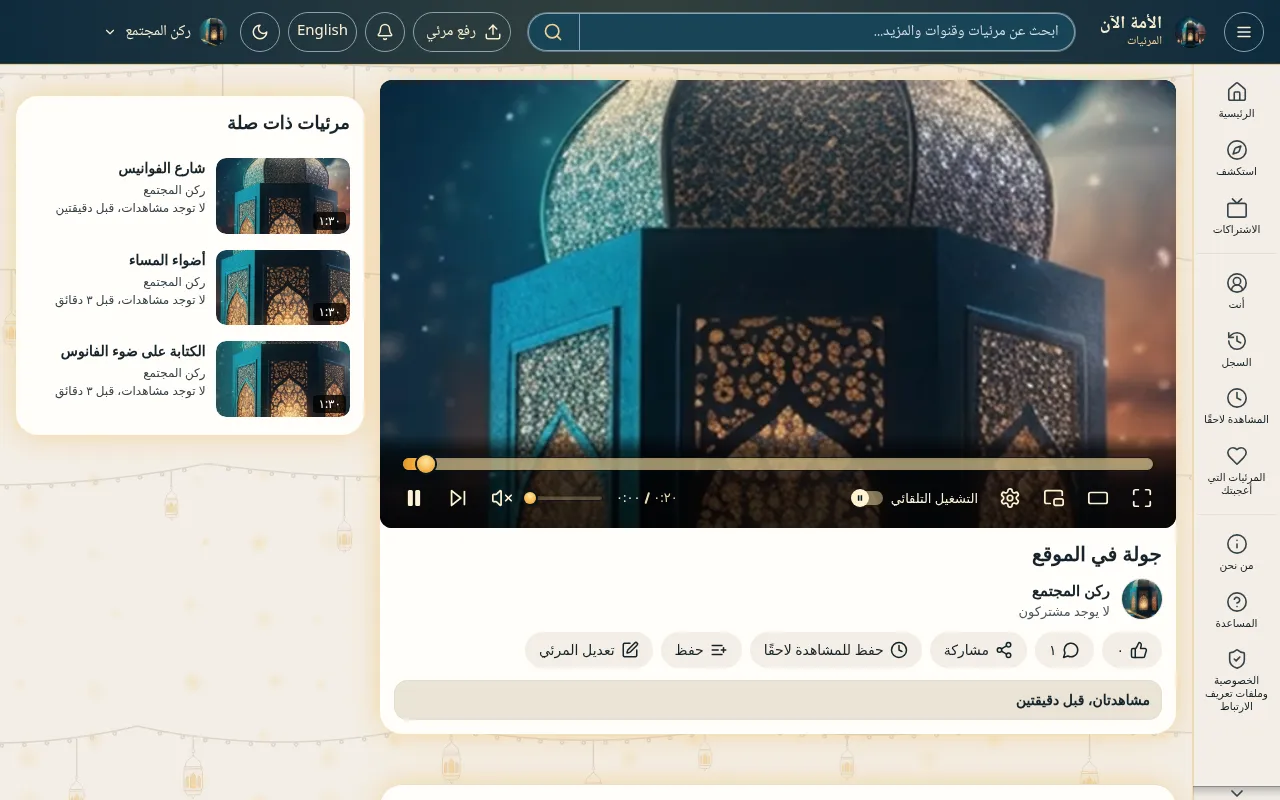 الأمة الآن
المرئيات
ابحث عن مرئيات وقنوات والمزيد...
رفع مرئي
English
ركن المجتمع
الرئيسية
استكشف
الاشتراكات
أنت
السجل
المشاهدة لاحقًا
المرئيات التي
أعجبتك
من نحن
المساعدة
الخصوصية
وملفات تعريف
الارتباط
٠:٠٠ / ٠:٢٠
التشغيل التلقائي
جولة في الموقع
ركن المجتمع
لا يوجد مشتركون
٠
١
مشاركة
حفظ للمشاهدة لاحقًا
حفظ
تعديل المرئي
مشاهدتان، قبل دقيقتين
مرئيات ذات صلة
شارع الفوانيس
ركن المجتمع
لا توجد مشاهدات، قبل دقيقتين
١:٣٠
أضواء المساء
ركن المجتمع
لا توجد مشاهدات، قبل ٣ دقائق
١:٣٠
الكتابة على ضوء الفانوس
ركن المجتمع
لا توجد مشاهدات، قبل ٣ دقائق
١:٣٠